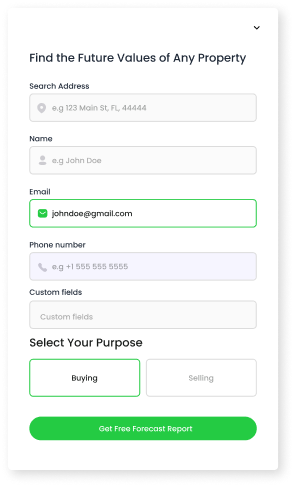 Find the Future Values of Any Property
Search Address
e.g 123 Main St, FL, 44444
Name
e.g John Doe
Email
johndoe@gmail.com
Phone number
e.g +1 555 555 5555
Custom fields
Custom fields
Select Your Purpose
Buying Selling
Get Free Forecast Report